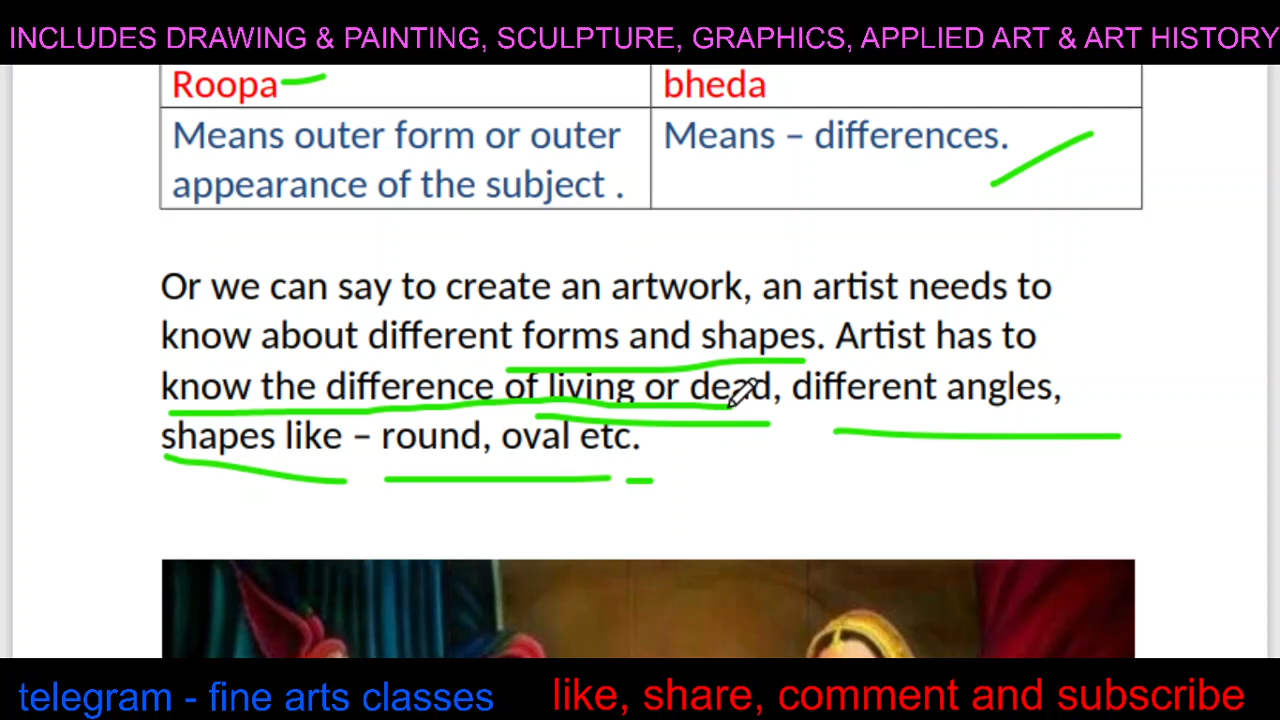 INCLUDES DRAWING & PAINTING, SCULPTURE, GRAPHICS, APPLIED ART & ART HISTORY
Roopa
bheda
Means outer form or outer
appearance of the subject .
Means – differences.
Or we can say to create an artwork, an artist needs to
know about different forms and shapes. Artist has to
know the difference of living or dead, different angles,
shapes like – round, oval etc.
telegram - fine arts classes
like, share, comment and subscribe